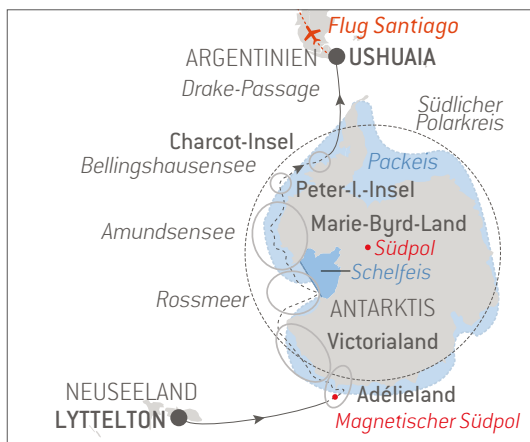 Flug Santiago
ARGENTINIEN
USHUAIA
Drake-Passage
Südlicher
Polarkreis
Charcot-Insel
Packeis
Bellingshausensee
Peter-I.-Insel
Marie-Byrd-Land
Amundsensee
Südpol
Schelfeis
Rossmeer
ANTARKTIS
Victorialand
NEUSEELAND
Adélieland
LYTTELTON
Magnetischer Südpol